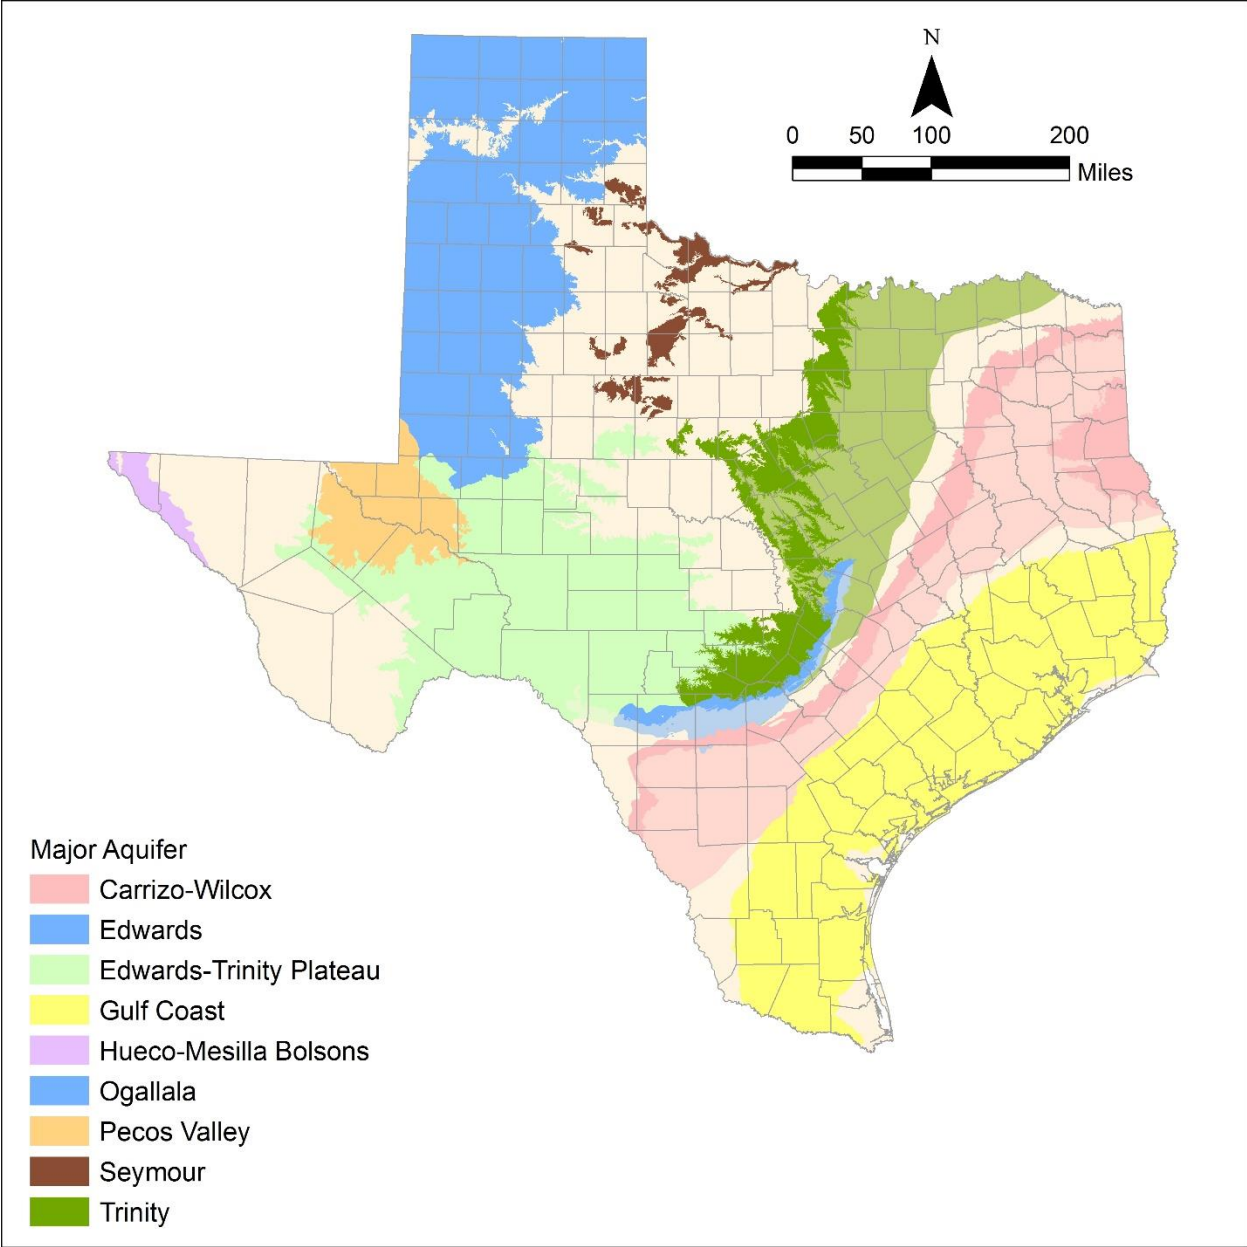 N
0 50 100 200
Miles
Major Aquifer
Carrizo-Wilcox
Edwards
Edwards-Trinity Plateau
Gulf Coast
Hueco-Mesilla Bolsons
Ogallala
Pecos Valley
Seymour
Trinity